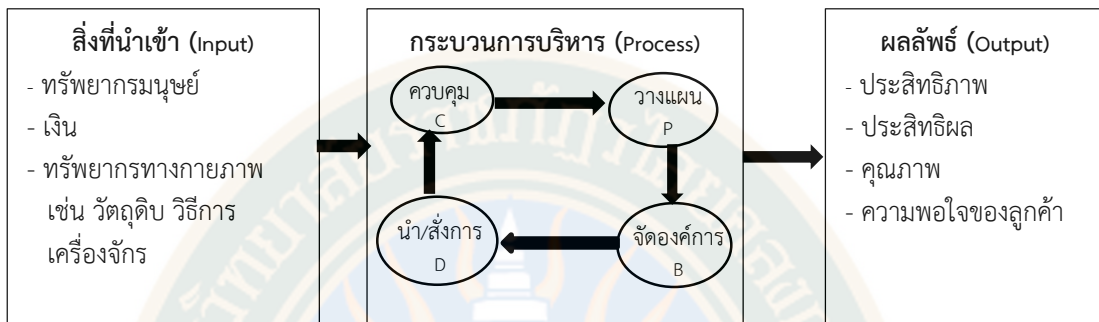 สิ่งที่นำเข้า (Input)
- ทรัพยากรมนุษย์
- เงิน
- ทรัพยากรทางกายภาพ
เช่น วัตถุดิบ วิธีการ
เครื่องจักร
กระบวนการบริหาร (Process)
ควบคุม
C
วางแผน
P
นำ/สั่งการ
D
จัดองค์การ
B
ผลลัพธ์ (Output)
- ประสิทธิภาพ
- ประสิทธิผล
- คุณภาพ
- ความพอใจของลูกค้า